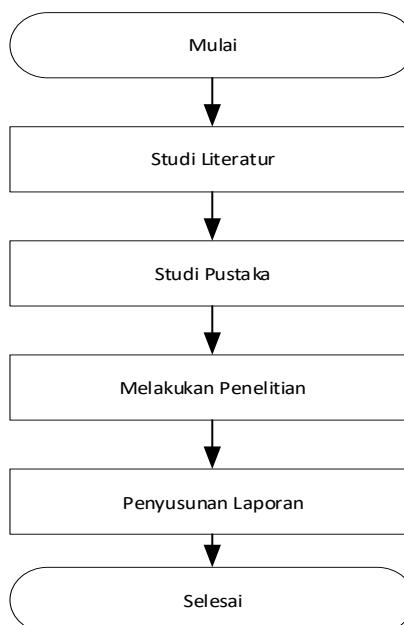 Mulai
Studi Literatur
Studi Pustaka
Melakukan Penelitian
Penyusunan Laporan
Selesai